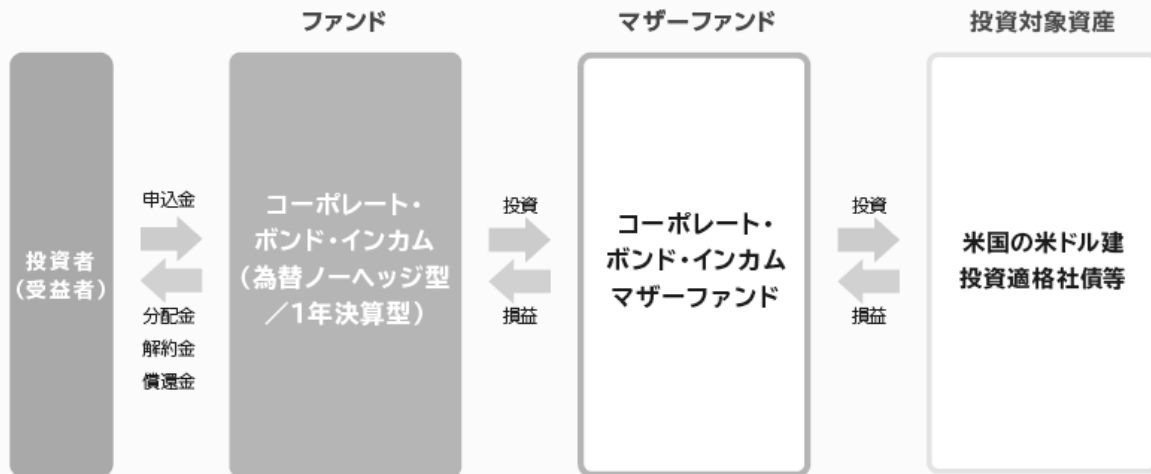 ファンド
マザーファンド
投資対象資産
投資者
(受益者)
申込金
分配金
解約金
償還金
コーポレート・
ボンド・インカム
(為替ノーヘッジ型
/1年決算型)
投資
損益
コーポレート・
ボンド・インカム
マザーファンド
投資
損益
米国の米ドル建
投資適格社債等